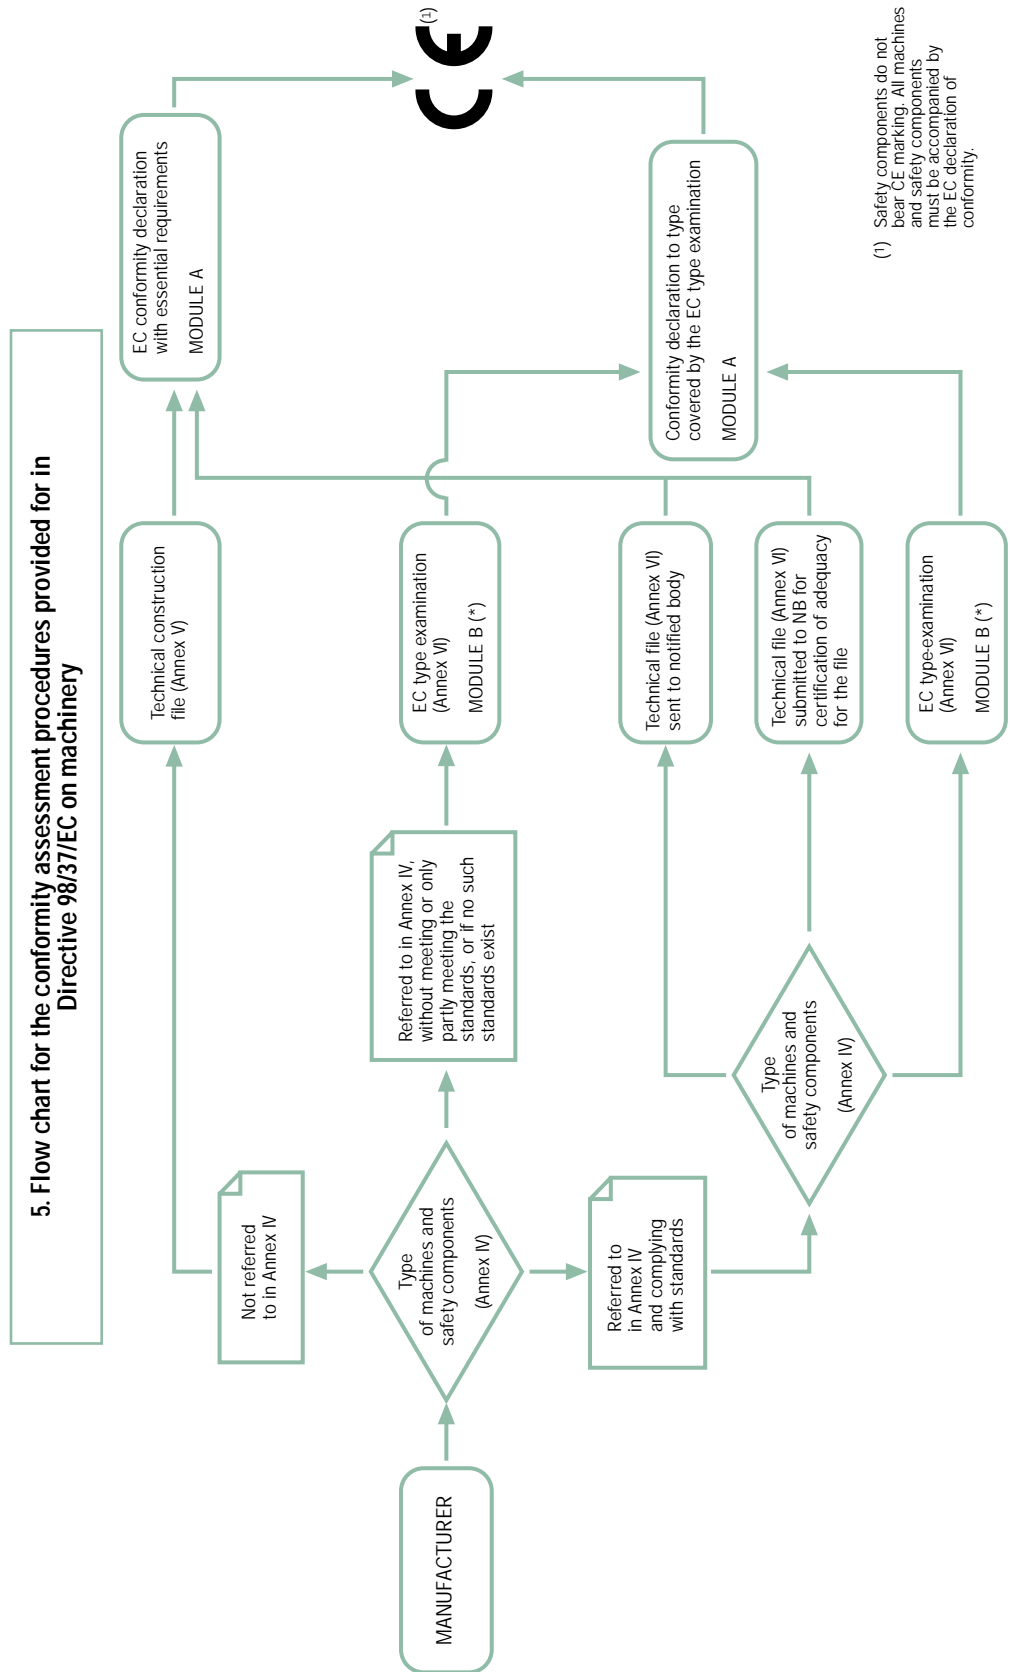 5. Flow chart for the conformity assessment procedures provided for in
Directive 98/37/EC on machinery
MANUFACTURER
Type
of machines and
safety components
(Annex IV)
Not referred
to in Annex IV
Technical construction
file (Annex V)
EC conformity declaration
with essential requirements
MODULE A
Referred to in Annex IV,
without meeting or only
partly meeting the
standards, or if no such
standards exist
EC type examination
(Annex VI)
MODULE B (*)
Referred to
in Annex IV
and complying
with standards
Type
of machines and
safety components
(Annex IV)
Technical file (Annex VI)
sent to notified body
Technical file (Annex VI)
submitted to NB for
certification of adequacy
for the file
EC type-examination
(Annex VI)
MODULE B (*)
Conformity declaration to type
covered by the EC type examination
MODULE A
CE (1)
(1) Safety components do not
bear CE marking. All machines
and safety components
must be accompanied by
the EC declaration of
conformity.